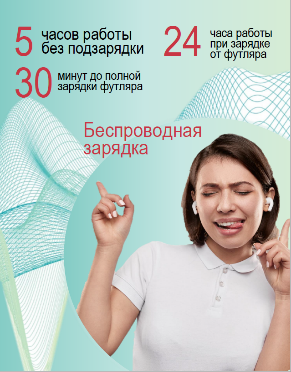 5 часов работы
без подзарядки
24 часа работы
при зарядке
от футляра
30 минут до полной
зарядки футляра
Беспроводная
зарядка